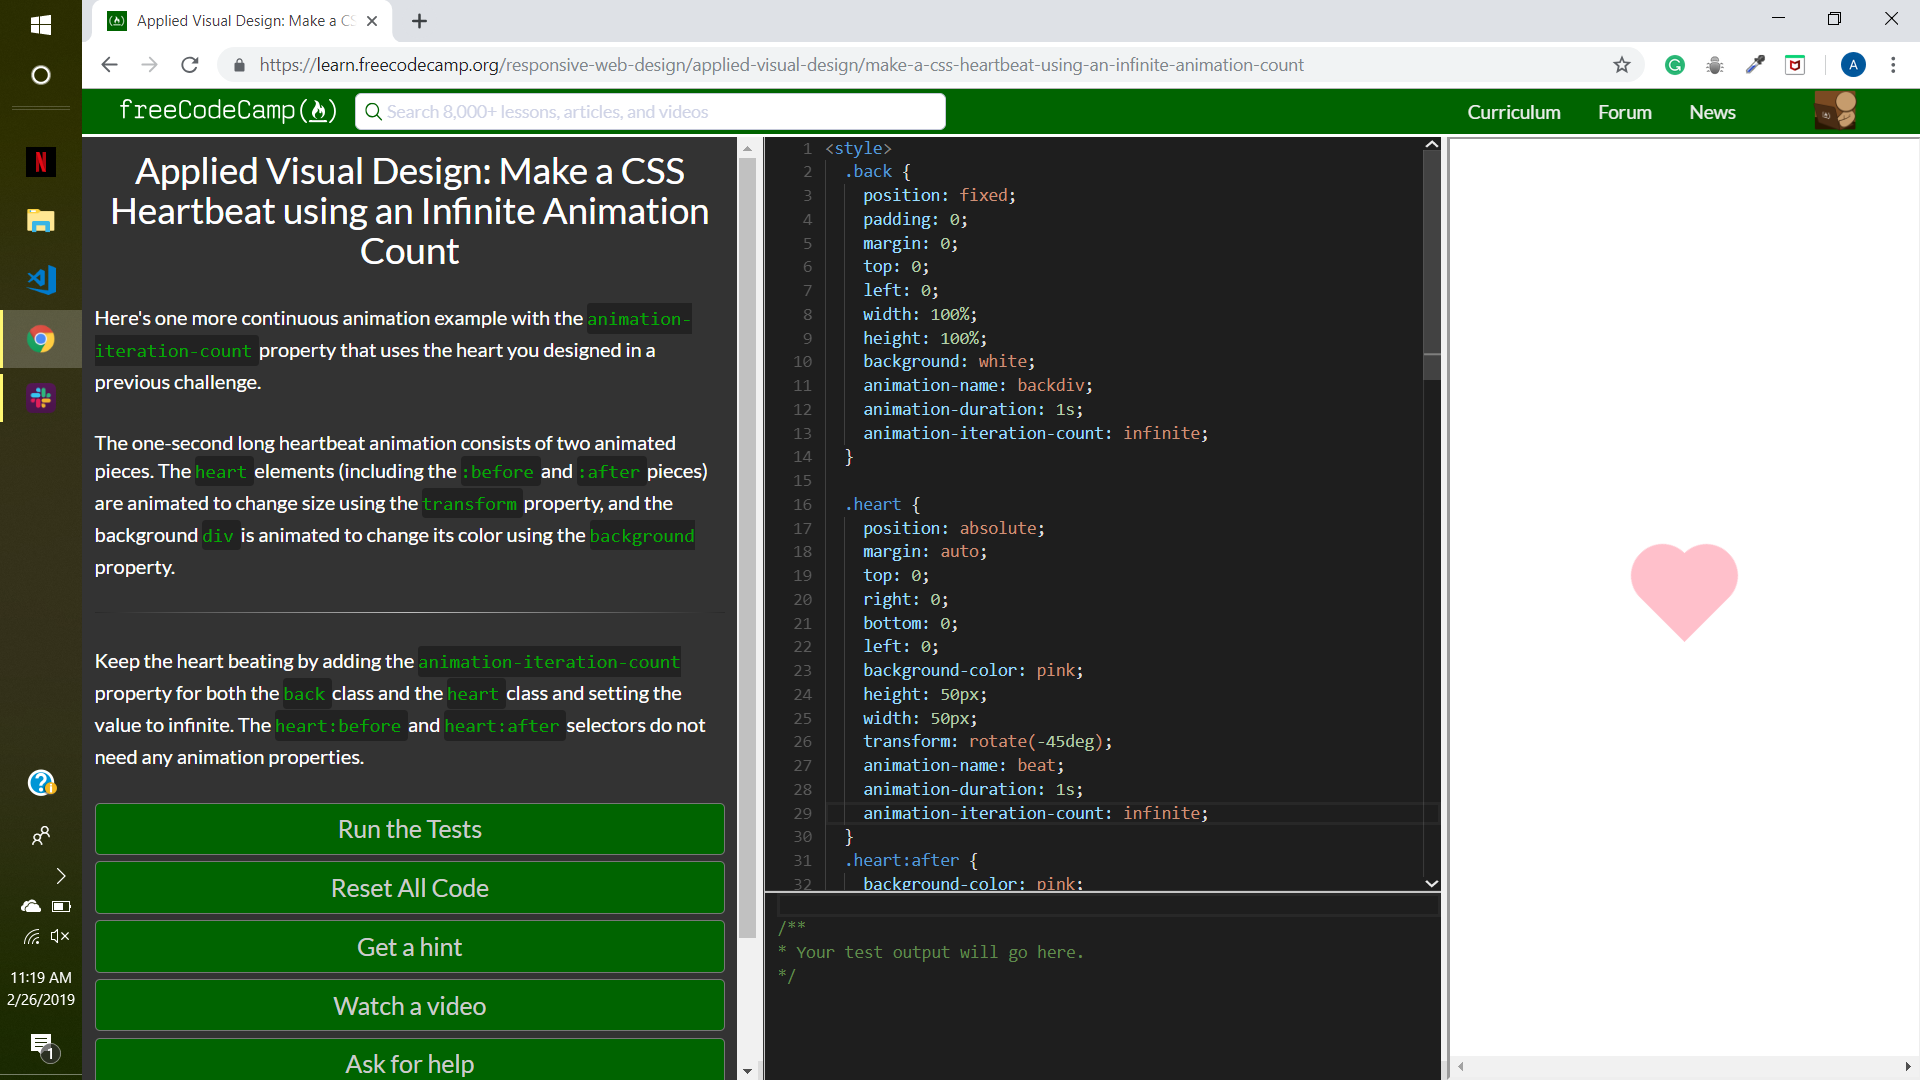 Applied Visual Design: Make a CS
https://learn.freecodecamp.org/responsive-web-design/applied-visual-design/make-a-css-heartbeat-using-an-infinite-animation-count
A
freeCodeCamp
Search 8,000+ lessons, articles, and videos
Curriculum
Forum
News
Applied Visual Design: Make a CSS
Heartbeat using an Infinite Animation
Count
Here's one more continuous animation example with the animation-
iteration-count property that uses the heart you designed in a
previous challenge.
The one-second long heartbeat animation consists of two animated
pieces. The heart elements (including the :before and :after pieces)
are animated to change size using the transform property, and the
background div is animated to change its color using the background
property.
Keep the heart beating by adding the animation-iteration-count
property for both the back class and the heart class and setting the
value to infinite. The heart:before and heart:after selectors do not
need any animation properties.
Run the Tests
Reset All Code
Get a hint
Watch a video
Ask for help
1 <style>
2 .back {
3 position: fixed;
4 padding: 0;
5 margin: 0;
6 top: 0;
7 left: 0;
8 width: 100%;
9 height: 100%;
10 background: white;
11 animation-name: backdiv;
12 animation-duration: 1s;
13 animation-iteration-count: infinite;
14 }
15
16 .heart {
17 position: absolute;
18 margin: auto;
19 top: 0;
20 right: 0;
21 bottom: 0;
22 left: 0;
23 background-color: pink;
24 height: 50px;
25 width: 50px;
26 transform: rotate(-45deg);
27 animation-name: beat;
28 animation-duration: 1s;
29 animation-iteration-count: infinite;
30 }
31 .heart:after {
32 background-color: pink;
/**
* Your test output will go here.
*/
11:19 AM
2/26/2019
1